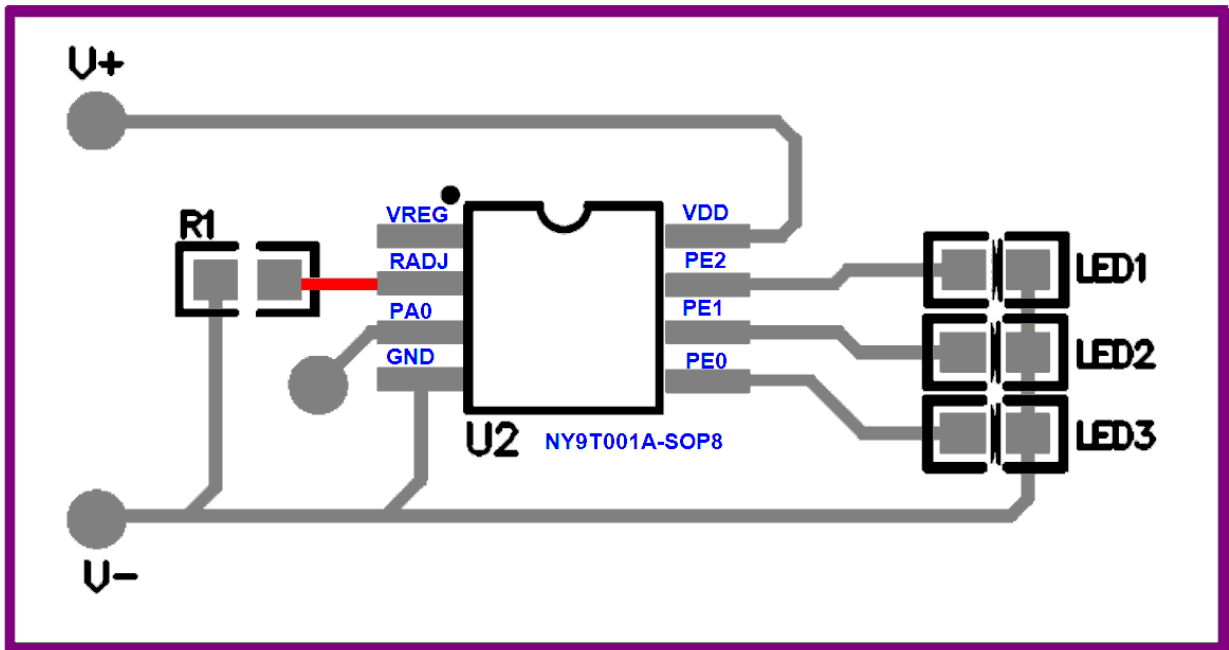 V+
R1
VREG
RADJ
PA0
GND
VDD
PE2
PE1
PE0
U2
NY9T001A-SOP8
LED1
LED2
LED3
V-